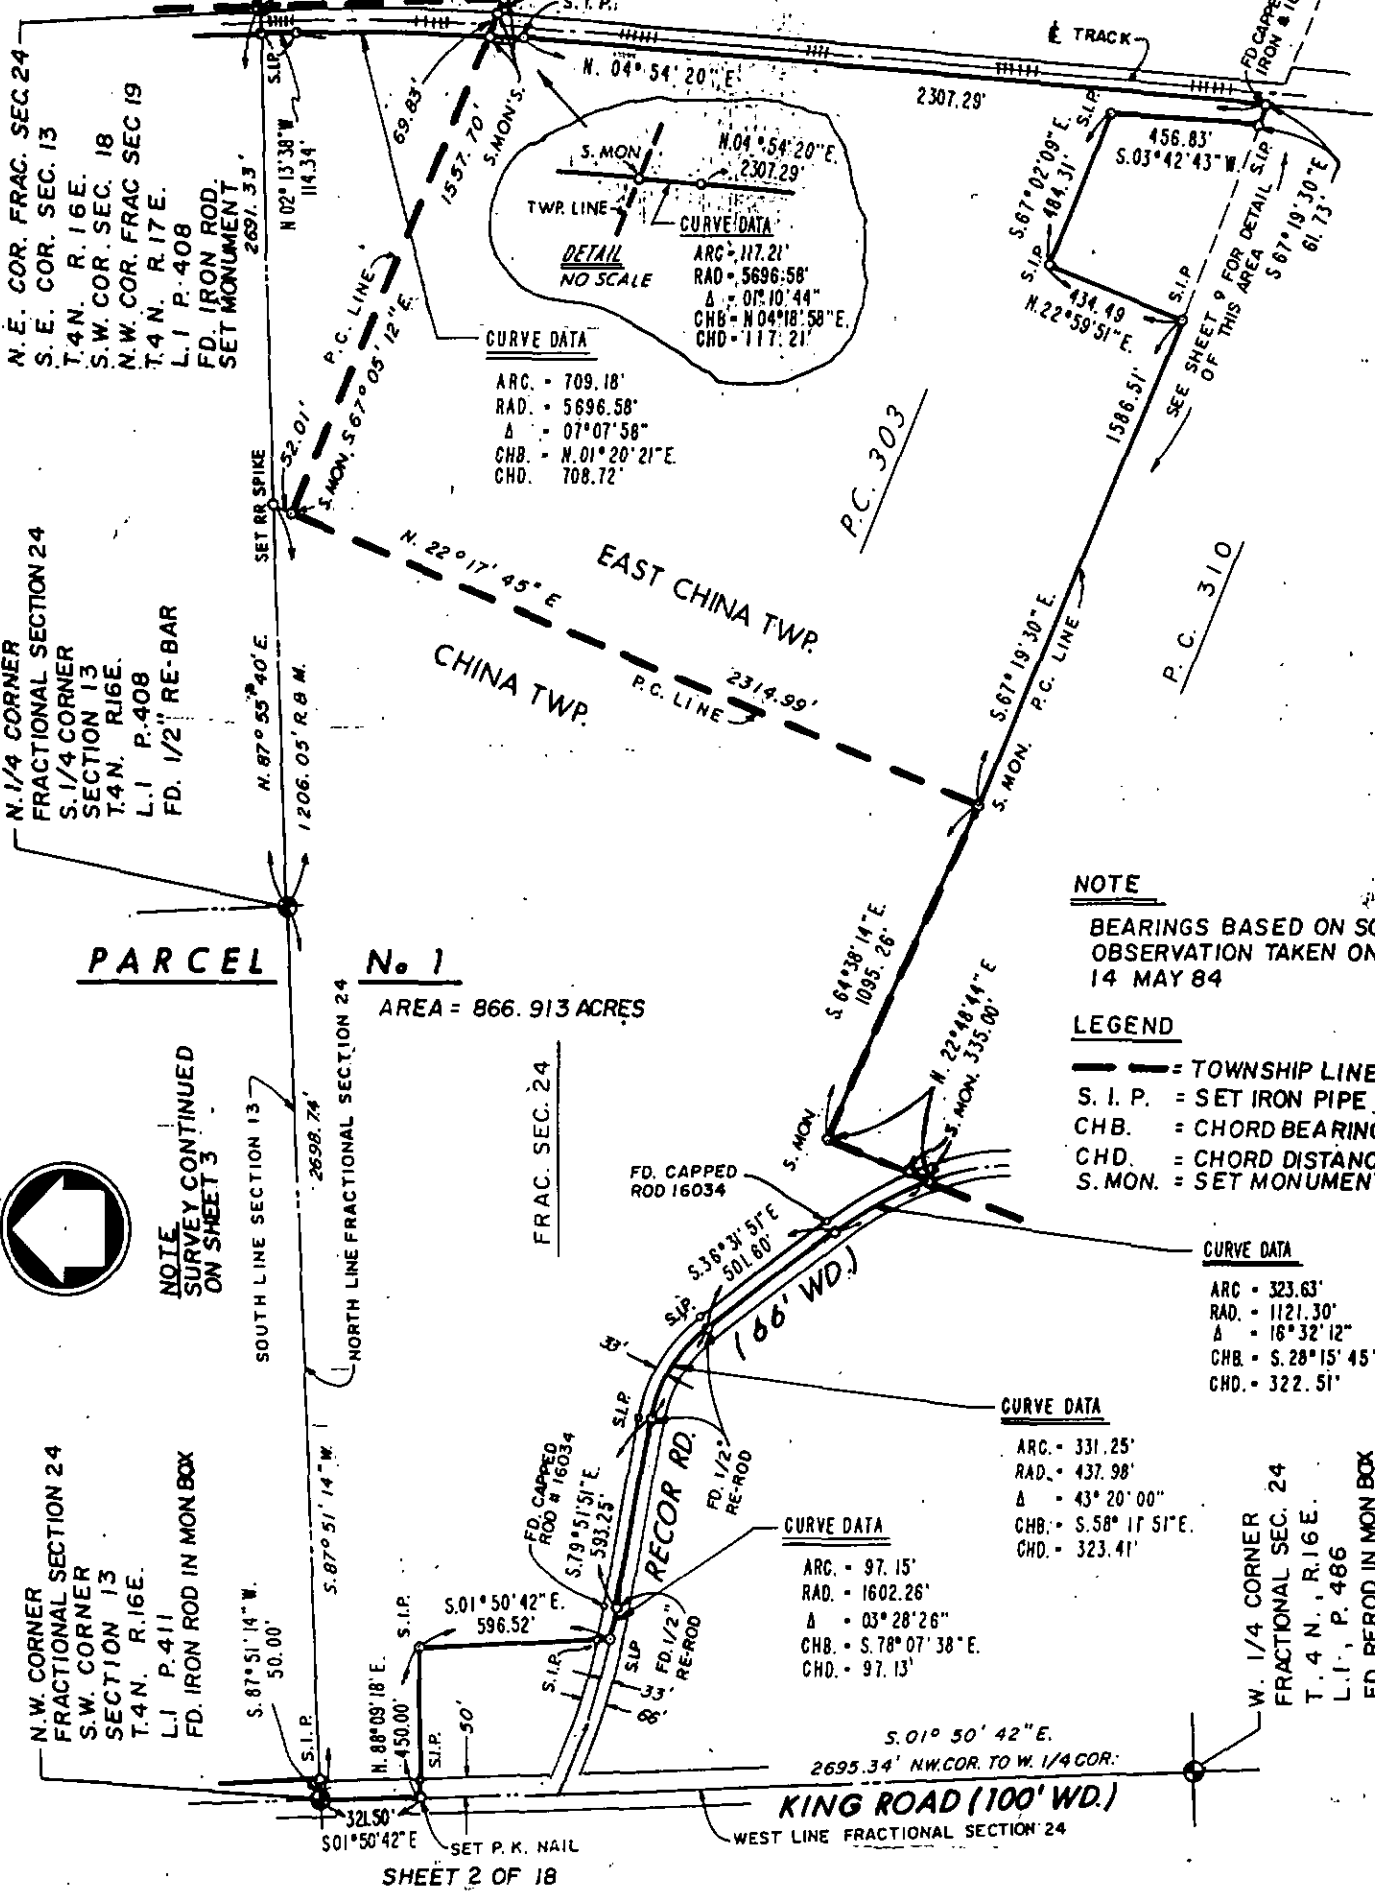 N.E. COR. FRAC. SEC. 24
S.E. COR. SEC. 13
T.4N. R. 16E.
S.W. COR. SEC. 18
N.W. COR. FRAC SEC 19
T.4 N. R.17E.
L.1 P.408
FD. IRON ROD.
SET MONUMENT
2691.33'
S.I.P.
N 02° 13' 38" W
114.34'
S.I.P.
69.83'
1557.70'
S.MON'S.
N. 04° 54' 20" E
2307.29'
℄ TRACK
FD CAPPED
IRON
S.I.P.
456.83'
S.03°42'43" W.
S.I.P.
S.67°02'09" E.
484.31'
S.I.P.
434.49
N.22°59'51" E.
S.I.P.
S 67° 19' 30" E
61.73'
SEE SHEET 9 FOR DETAIL
OF THIS AREA
S. MON
N.04°54'20"E.
2307.29'
TWP. LINE
DETAIL
NO SCALE
CURVE DATA
ARC = 117.21'
RAD = 5696.58'
Δ = 01°10'44"
CHB = N 04°18'58"E.
CHD = 117.21'
P.C. LINE
S.MON. S.67°05'12"E.
52.01'
SET RR SPIKE
CURVE DATA
ARC. = 709.18'
RAD. = 5696.58'
Δ = 07°07'58"
CHB. = N.01°20'21"E.
CHD. 708.72'
P.C. 303
1586.51'
P.C. 310
N. 22° 17' 45" E
EAST CHINA TWP.
CHINA TWP.
P.C. LINE
2314.99'
S.67°19'30" E.
P.C. LINE
S. MON.
N.1/4 CORNER
FRACTIONAL SECTION 24
S.1/4 CORNER
SECTION 13
T.4N. R.16E.
L.1 P.408
FD. 1/2" RE-BAR
N.87°55'40"E.
1206.05' R & M.
PARCEL No 1
AREA = 866.913 ACRES
S. 64°38'14" E.
1095.26'
NOTE
BEARINGS BASED ON SO
OBSERVATION TAKEN ON
14 MAY 84
LEGEND
= TOWNSHIP LINE
S. I. P. = SET IRON PIPE
CHB. = CHORD BEARING
CHD. = CHORD DISTANC
S.MON. = SET MONUMENT
N. 22°48'44" E
S. MON. 335.00'
S. MON.
NOTE
SURVEY CONTINUED
ON SHEET 3
SOUTH LINE SECTION 13
2698.74'
NORTH LINE FRACTIONAL SECTION 24
FRAC. SEC. 24
FD. CAPPED
ROD 16034
S.36°31'51"E
501.60'
S.I.P.
(66' WD.)
33'
CURVE DATA
ARC = 323.63'
RAD. = 1121.30'
Δ = 16°32'12"
CHB. = S.28°15'45"
CHD. = 322.51'
CURVE DATA
ARC. = 331.25'
RAD. = 437.98'
Δ = 43°20'00"
CHB. = S.58°11'51"E.
CHD. = 323.41'
S.I.P.
FD. 1/2"
RE-ROD
RECOR RD.
FD. CAPPED
ROD # 16034
S.79°51'51"E.
593.25'
CURVE DATA
ARC. = 97.15'
RAD. = 1602.26'
Δ = 03°28'26"
CHB. = S.78°07'38"E.
CHD. = 97.13'
N.W. CORNER
FRACTIONAL SECTION 24
S.W. CORNER
SECTION 13
T.4N. R.16E.
L.1 P.411
FD. IRON ROD IN MON BOX
S.87°51'14" W.
50.00'
S.87°51'14" W.
S.I.P.
S.I.P.
S.01°50'42"E.
596.52'
N.88°09'18"E.
450.00'
S.I.P.
50'
S.I.P.
S.I.P.
FD. 1/2"
RE-ROD
33'
66'
W. 1/4 CORNER
FRACTIONAL SEC. 24
T. 4 N., R.16E.
L.1, P.486
FD REROD IN MON BOX
S.01° 50' 42"E.
2695.34' N.W.COR. TO W. 1/4 COR.
KING ROAD (100' WD.)
WEST LINE FRACTIONAL SECTION 24
321.50'
S01°50'42"E
SET P.K. NAIL
SHEET 2 OF 18